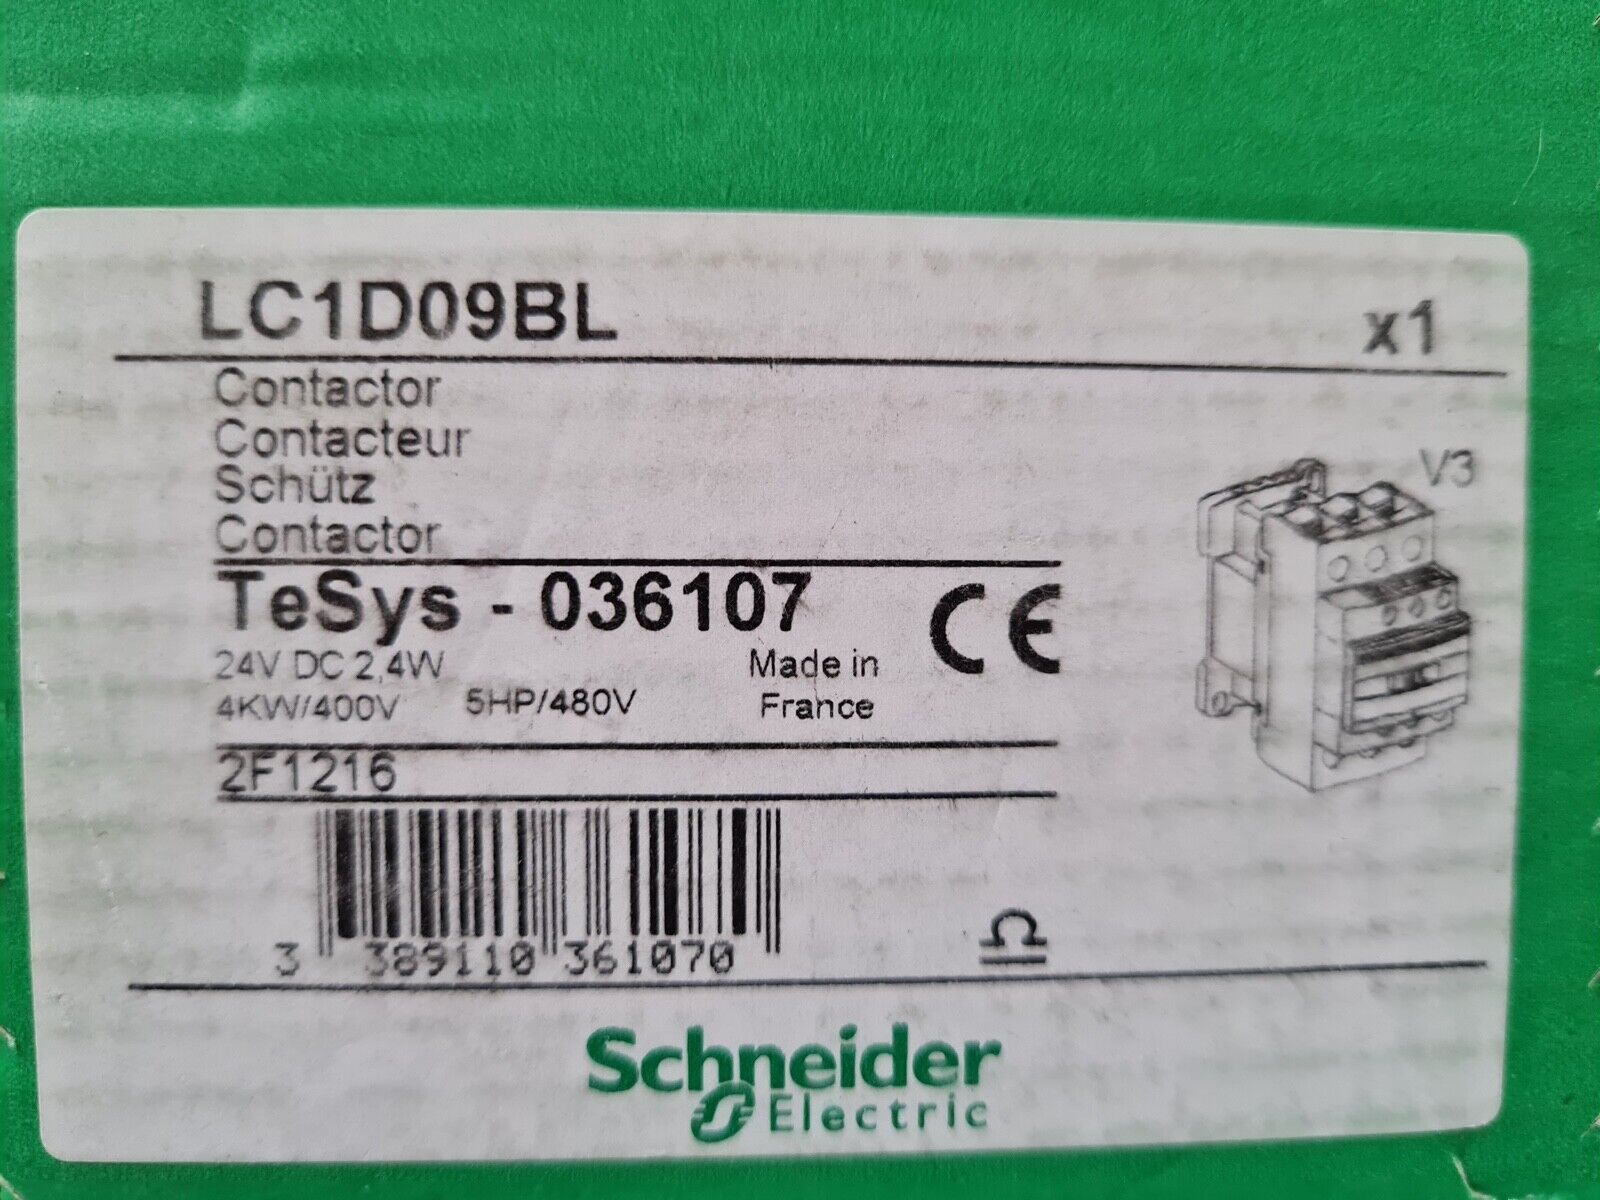 LC1D09BL x1
Contactor
Contacteur
Schütz
Contactor
V3
TeSys - 036107 CE
24V DC 2,4W Made in
4KW/400V 5HP/480V France
2F1216
3 389110 361070
Schneider
Electric